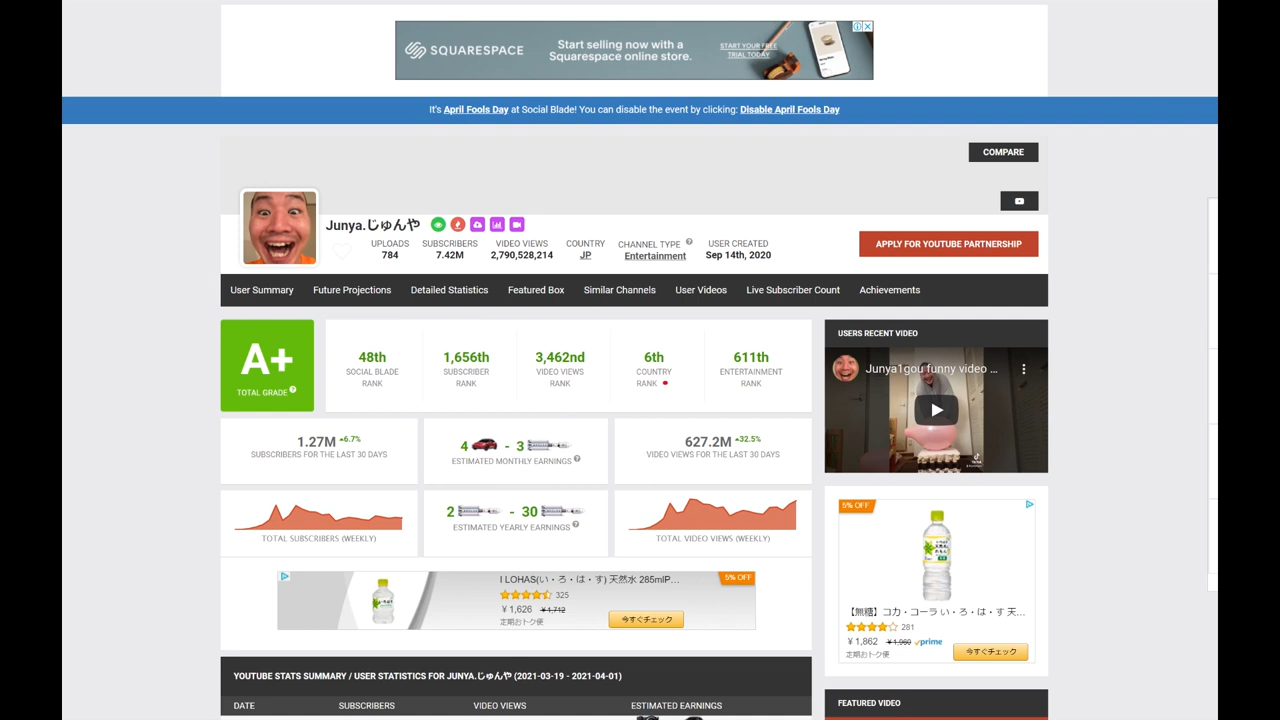 SQUARESPACE
Start selling now with a
Squarespace online store.
START YOUR FREE
TRIAL TODAY
It's April Fools Day at Social Blade! You can disable the event by clicking: Disable April Fools Day
COMPARE
Junya.じゅんや
UPLOADS
784
SUBSCRIBERS
7.42M
VIDEO VIEWS
2,790,528,214
COUNTRY
JP
CHANNEL TYPE
Entertainment
USER CREATED
Sep 14th, 2020
APPLY FOR YOUTUBE PARTNERSHIP
User Summary
Future Projections
Detailed Statistics
Featured Box
Similar Channels
User Videos
Live Subscriber Count
Achievements
A+
TOTAL GRADE
48th
SOCIAL BLADE
RANK
1,656th
SUBSCRIBER
RANK
3,462nd
VIDEO VIEWS
RANK
6th
COUNTRY
RANK
611th
ENTERTAINMENT
RANK
USERS RECENT VIDEO
Junya1gou funny video ...
TikTok
1.27M 6.7%
SUBSCRIBERS FOR THE LAST 30 DAYS
4 - 3
ESTIMATED MONTHLY EARNINGS
627.2M 32.5%
VIDEO VIEWS FOR THE LAST 30 DAYS
TOTAL SUBSCRIBERS (WEEKLY)
2 - 30
ESTIMATED YEARLY EARNINGS
TOTAL VIDEO VIEWS (WEEKLY)
I LOHAS(い・ろ・は・す) 天然水 285mlP...
325
¥1,626 ¥1,712
定期おトク便
今すぐチェック
5% OFF
5% OFF
【無糖】コカ・コーラ い・ろ・は・す 天...
281
¥1,862 ¥1,960 prime
定期おトク便
今すぐチェック
YOUTUBE STATS SUMMARY / USER STATISTICS FOR JUNYA.じゅんや (2021-03-19 - 2021-04-01)
DATE
SUBSCRIBERS
VIDEO VIEWS
ESTIMATED EARNINGS
FEATURED VIDEO